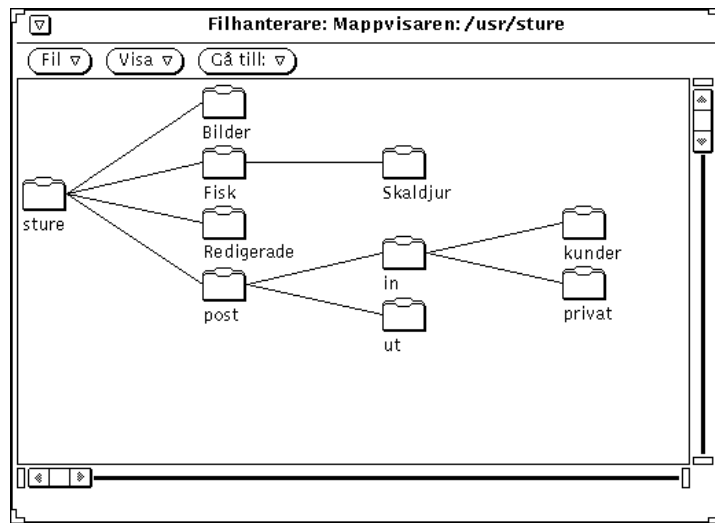 Filhanterare: Mappvisaren: /usr/sture
Fil Visa Gå till:
Bilder
Fisk Skaldjur
sture
Redigerade kunder
in
post privat
ut